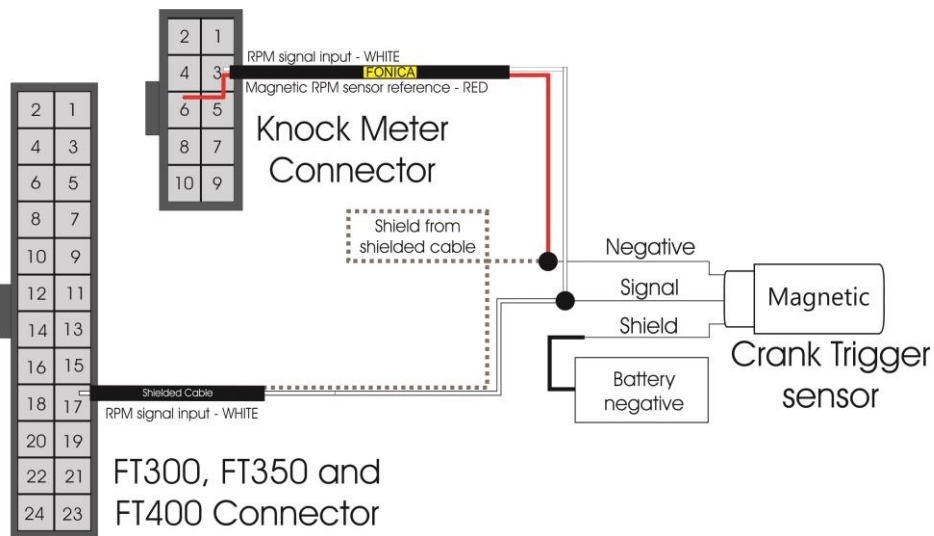 2 1
4 3
6 5
8 7
10 9
RPM signal input - WHITE
FONICA
Magnetic RPM sensor reference - RED
Knock Meter
Connector
2 1
4 3
6 5
8 7
10 9
12 11
14 13
16 15
18 17
20 19
22 21
24 23
Shield from
shielded cable
Negative
Signal
Shield
Magnetic
Crank Trigger
sensor
Battery
negative
Shielded Cable
RPM signal input - WHITE
FT300, FT350 and
FT400 Connector